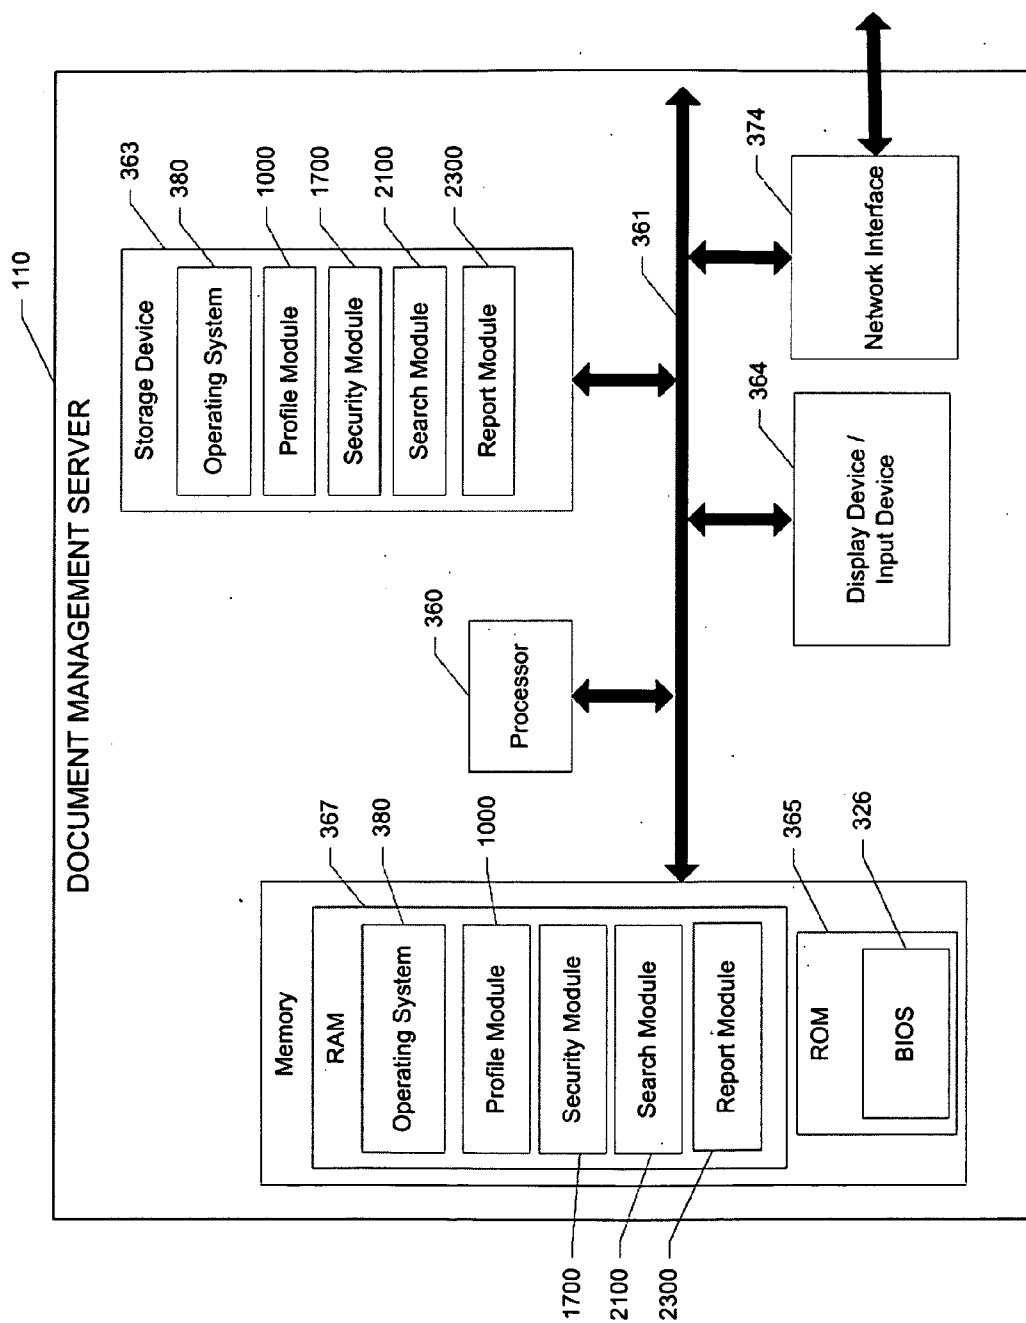 110
DOCUMENT MANAGEMENT SERVER
Memory
RAM
367
Operating System
380
Profile Module
1000
Security Module
1700
Search Module
2100
Report Module
2300
ROM
365
BIOS
326
Processor
360
Storage Device
363
Operating System
380
Profile Module
1000
Security Module
1700
Search Module
2100
Report Module
2300
361
Display Device /
Input Device
364
Network Interface
374